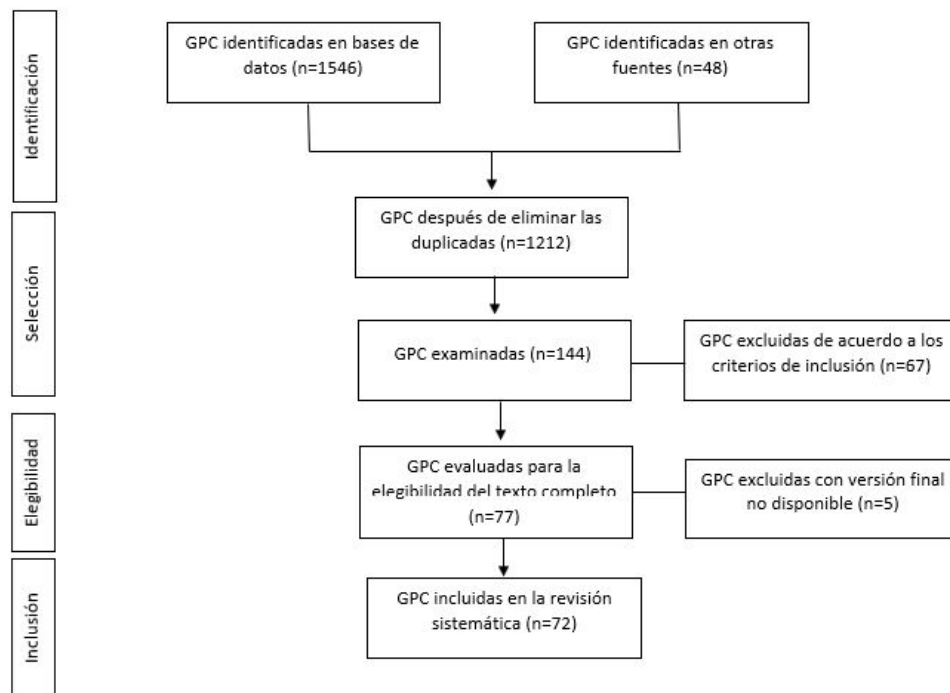 Identificación
GPC identificadas en bases de
datos (n=1546)
GPC identificadas en otras
fuentes (n=48)
Selección
GPC después de eliminar las
duplicadas (n=1212)
GPC examinadas (n=144)
GPC excluidas de acuerdo a los
criterios de inclusión (n=67)
Elegibilidad
GPC evaluadas para la
elegibilidad del texto completo
(n=77)
GPC excluidas con versión final
no disponible (n=5)
Inclusión
GPC incluidas en la revisión
sistemática (n=72)